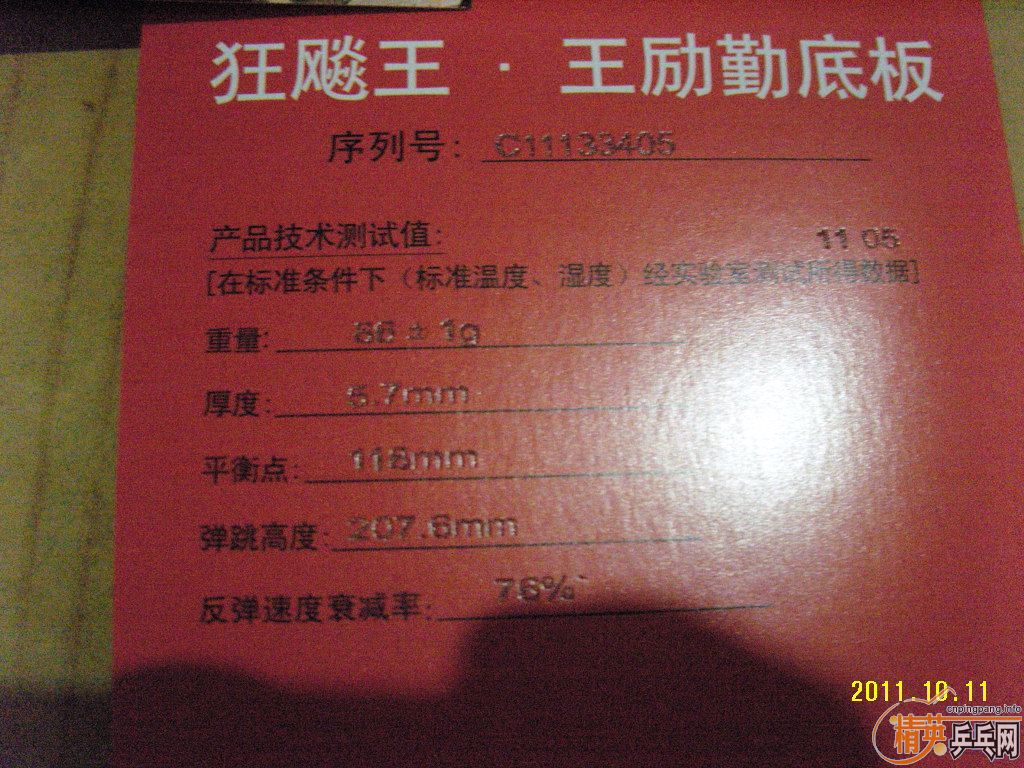 狂飚王·王励勤底板
序列号: C11133405
产品技术测试值: 11 05
[在标准条件下（标准温度、湿度）经实验室测试所得数据]
重量: 86 ± 1g
厚度: 5.7mm
平衡点: 116mm
弹跳高度: 207.6mm
反弹速度衰减率: 76%
2011.10.11
cnpingpang.info
精英乒乓网